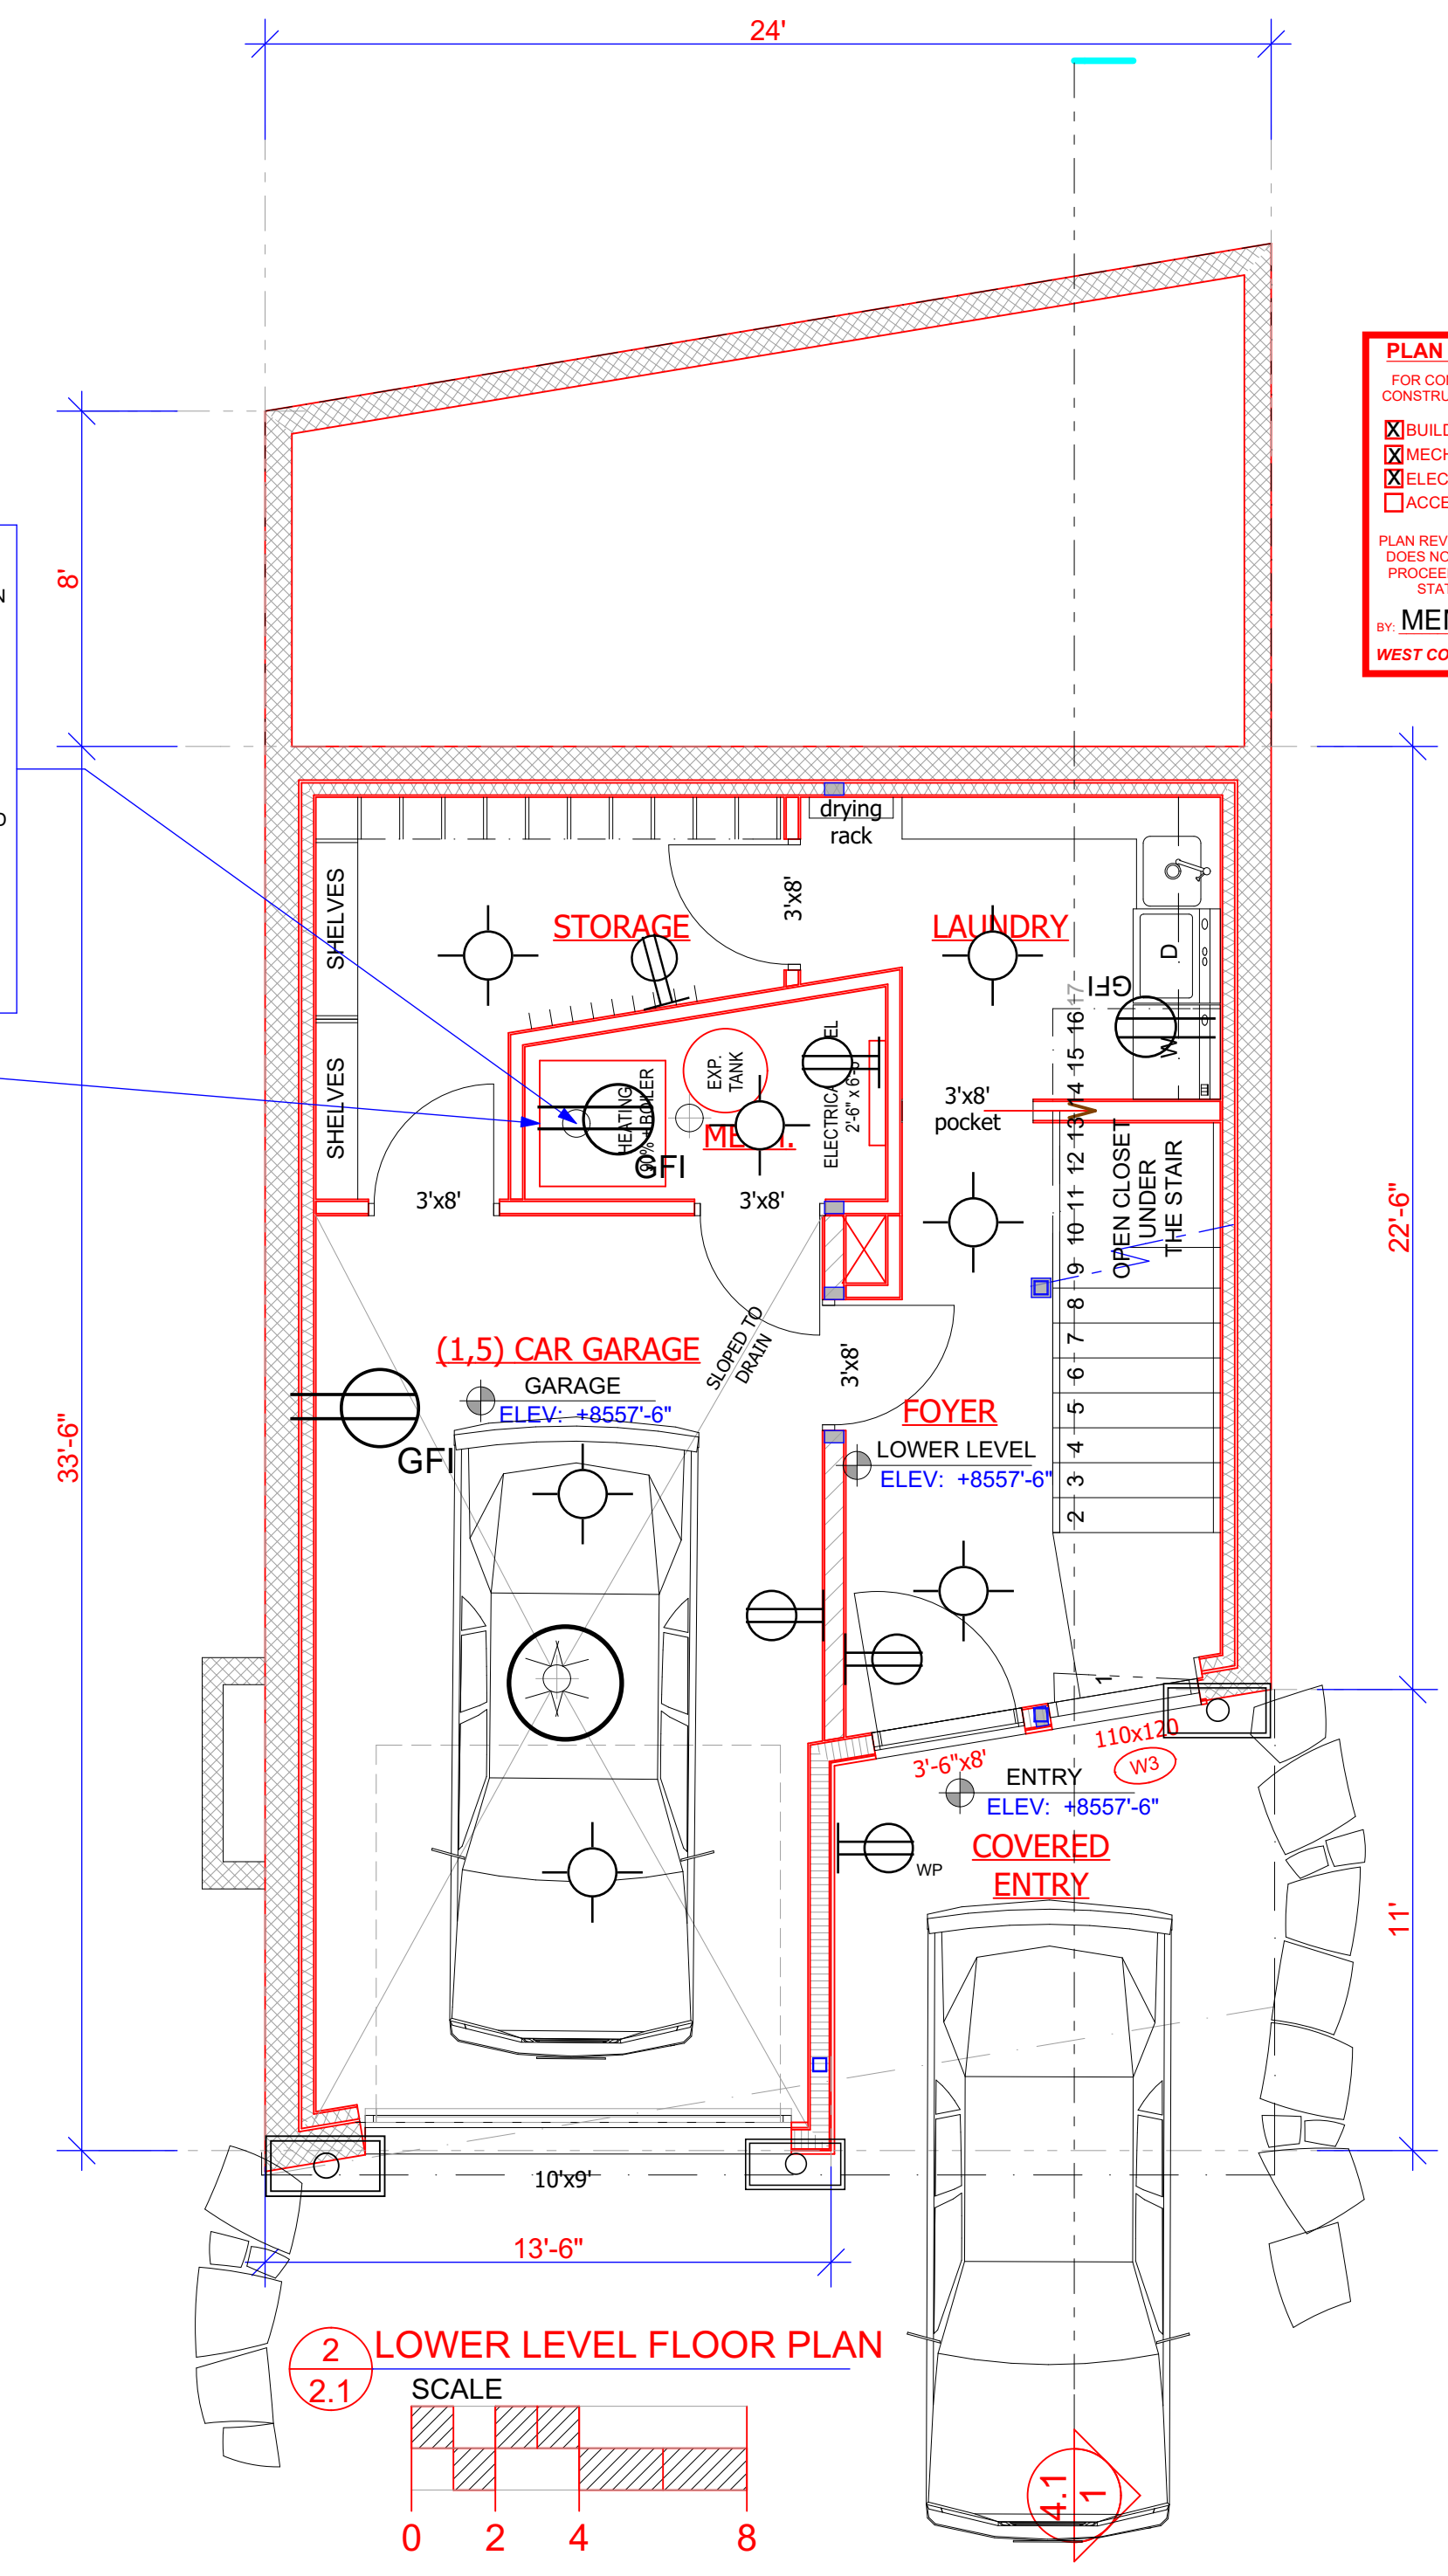 24'
PLAN
BUILD
MECH
ELEC
ACCE
PLAN REV
DOES NO
PROCEE
STAT
BY:
WEST CO
8'
N
drying
rack
SHELVES
3'x8'
STORAGE
LAUNDRY
D
GFI
17
16
15
14
13
12
11
10
9
8
7
6
5
4
3
2
1
W
SHELVES
HEATING
90% + BOILER
EXP.
TANK
MECH.
GFI
ELECTRICAL PANEL
2'-6" x 6'-6"
3'x8'
pocket
OPEN CLOSET
UNDER
THE STAIR
22'-6"
3'x8'
3'x8'
(1,5) CAR GARAGE
GARAGE
ELEV: +8557'-6"
SLOPED TO
DRAIN
3'x8'
FOYER
LOWER LEVEL
ELEV: +8557'-6"
GFI
33'-6"
110x120
W3
3'-6"x8'
ENTRY
ELEV: +8557'-6"
COVERED
ENTRY
WP
11'
10'x9'
13'-6"
2
2.1
LOWER LEVEL FLOOR PLAN
SCALE
0 2 4 8
4.1
1